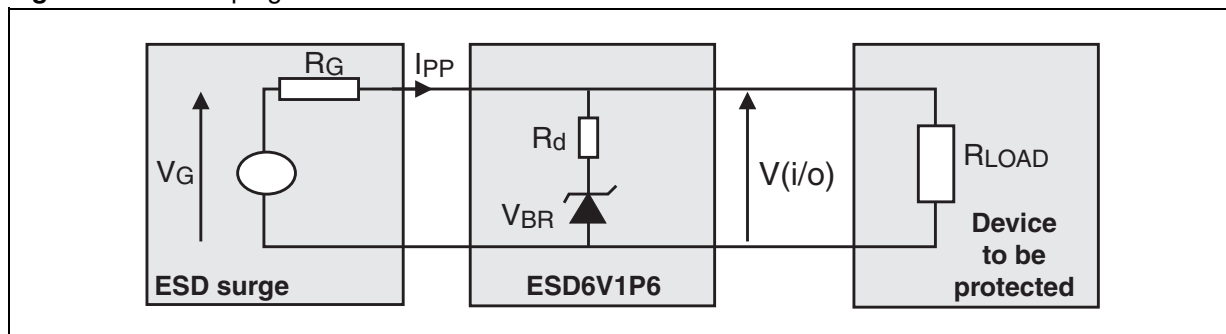 RG
IPP
VG
ESD surge
Rd
VBR
ESD6V1P6
V(i/o)
RLOAD
Device
to be
protected